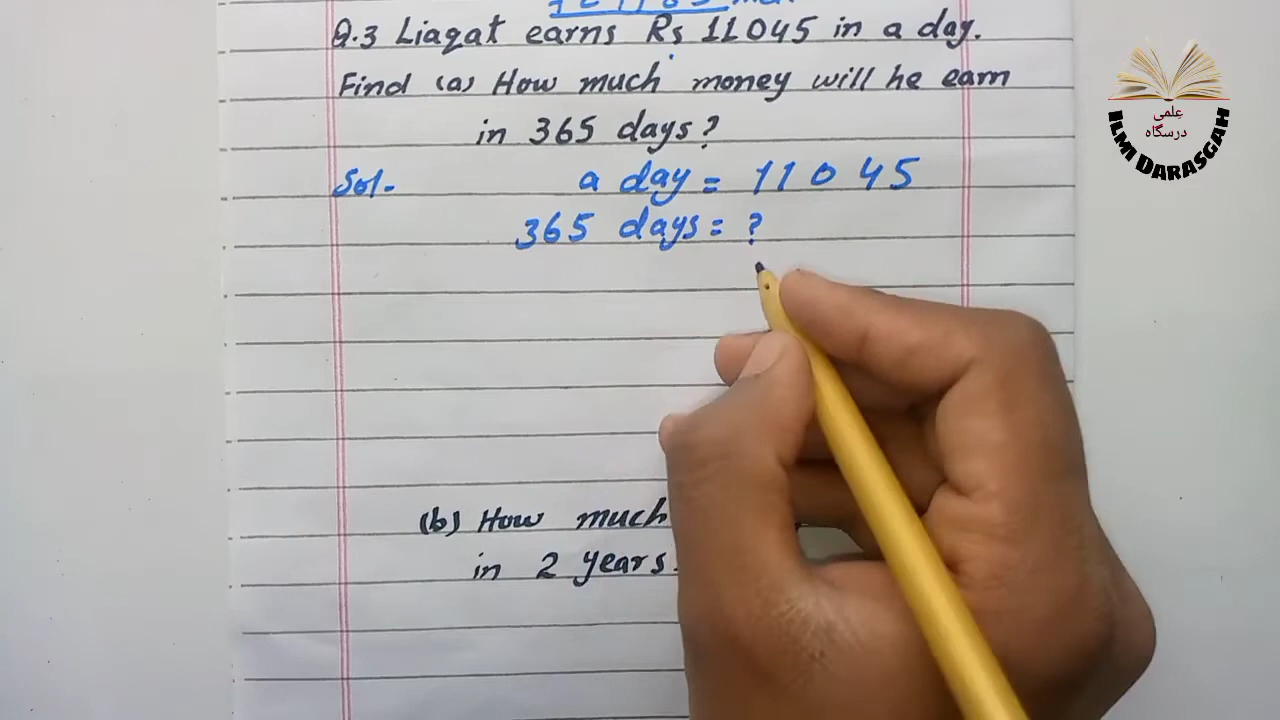 Q.3 Liaqat earns Rs 11045 in a day.
Find (a) How much money will he earn
in 365 days?
Sol. a day = 11045
365 days = ?
(b) How much
in 2 years.
علمی
درسگاہ
ILMI DARASGAH